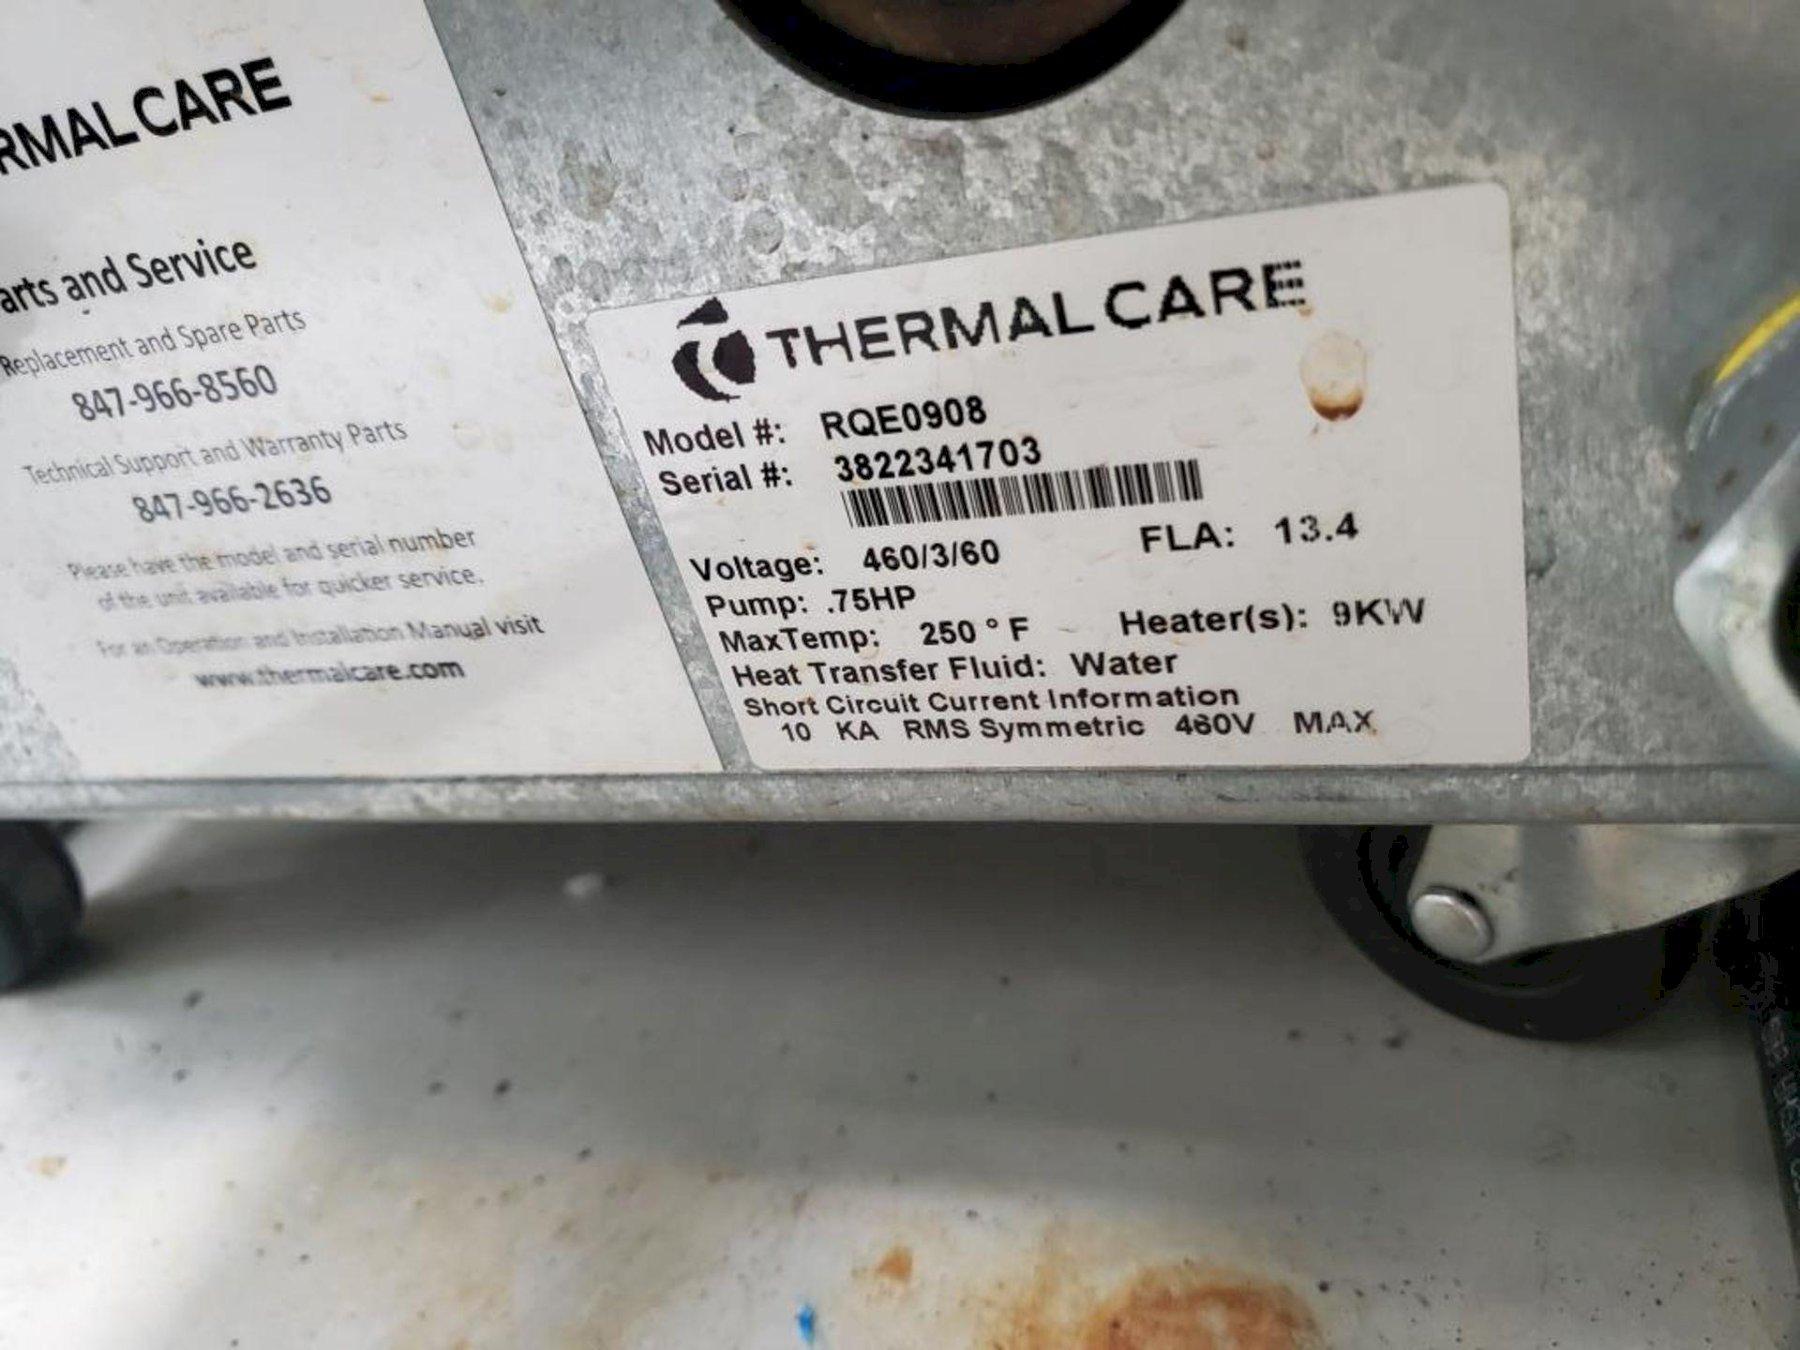 RMAL CARE
arts and Service
Replacement and Spare Parts
847-966-8560
Technical Support and Warranty Parts
847-966-2636
Please have the model and serial number
of the unit available for quicker service.
For an Operation and Installation Manual visit
www.thermalcare.com
THERMAL CARE
Model #: RQE0908
Serial #: 3822341703
Voltage: 460/3/60 FLA: 13.4
Pump: .75HP
MaxTemp: 250 ° F Heater(s): 9KW
Heat Transfer Fluid: Water
Short Circuit Current Information
10 KA RMS Symmetric 460V MAX